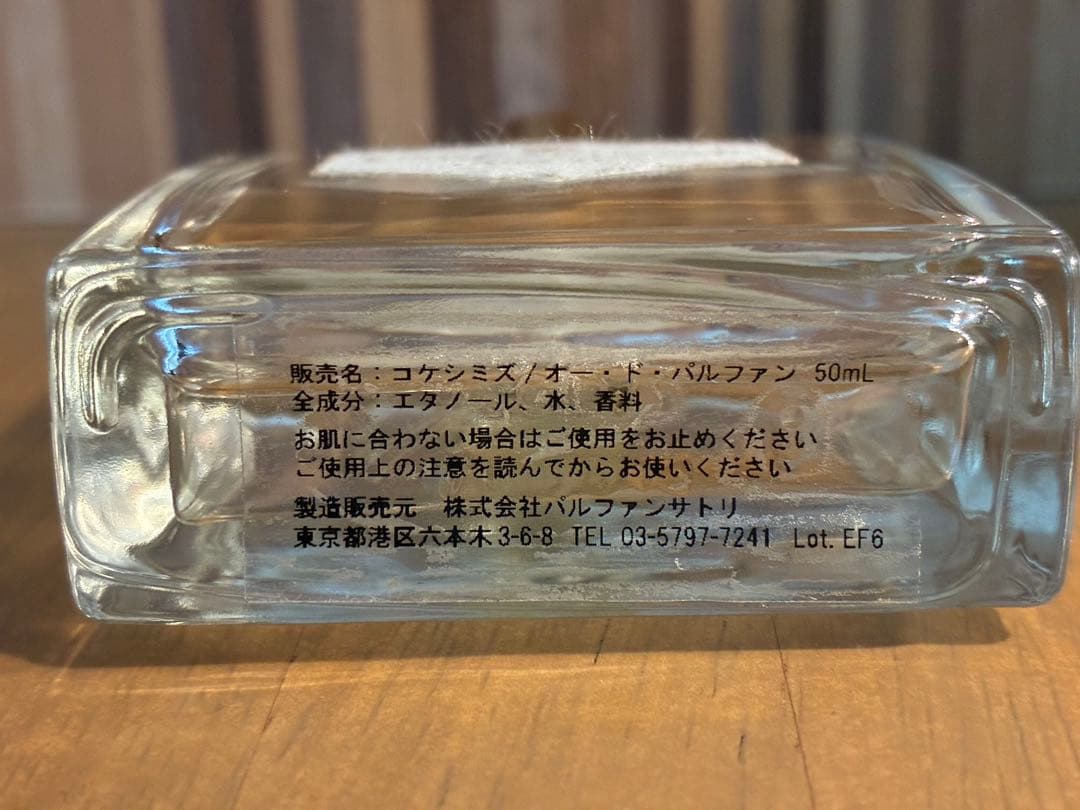 販売名：コケシミズ/オー・ド・パルファン 50mL
全成分：エタノール、水、香料
お肌に合わない場合はご使用をお止めください
ご使用上の注意を読んでからお使いください
製造販売元　株式会社パルファンサトリ
東京都港区六本木3-6-8 TEL 03-5797-7241 Lot. EF6